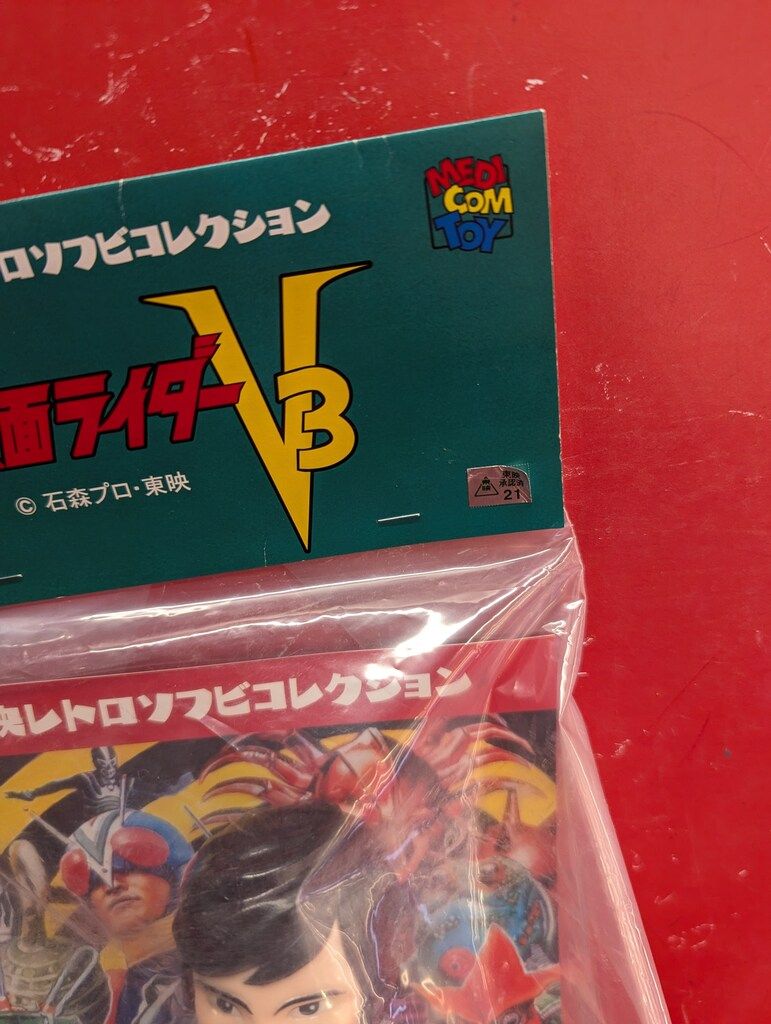 ロソフビコレクション
MEDI
COM
TOY
面ライダー
V3
© 石森プロ・東映
東映
承認済
21
レトロソフビコレクション